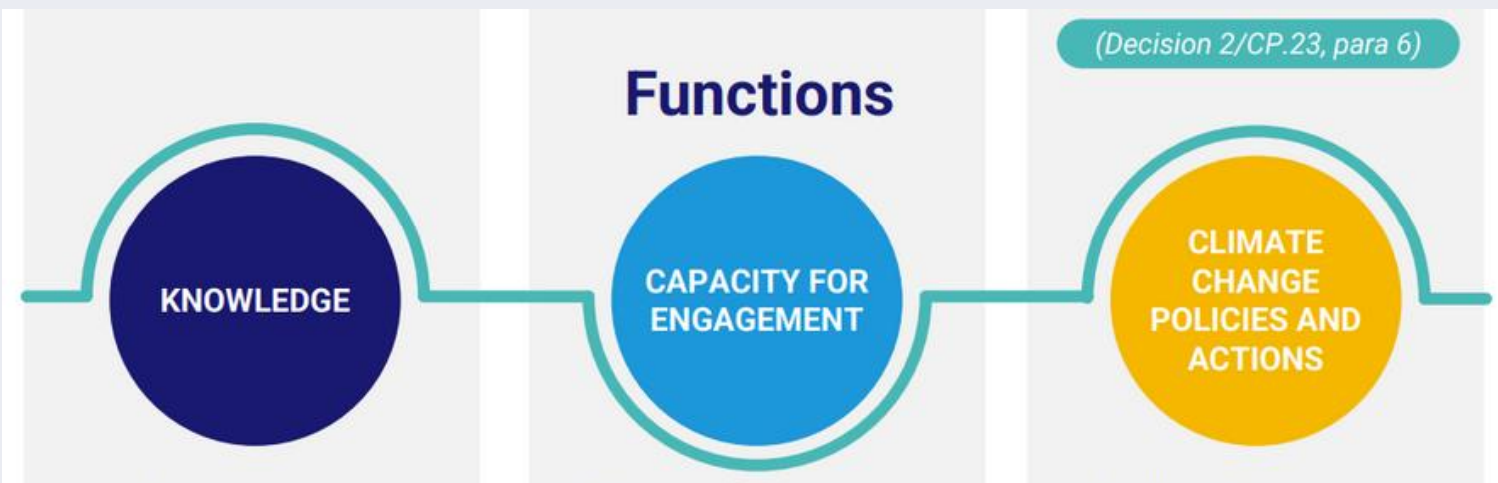 (Decision 2/CP.23, para 6)
Functions
KNOWLEDGE
CAPACITY FOR
ENGAGEMENT
CLIMATE
CHANGE
POLICIES AND
ACTIONS